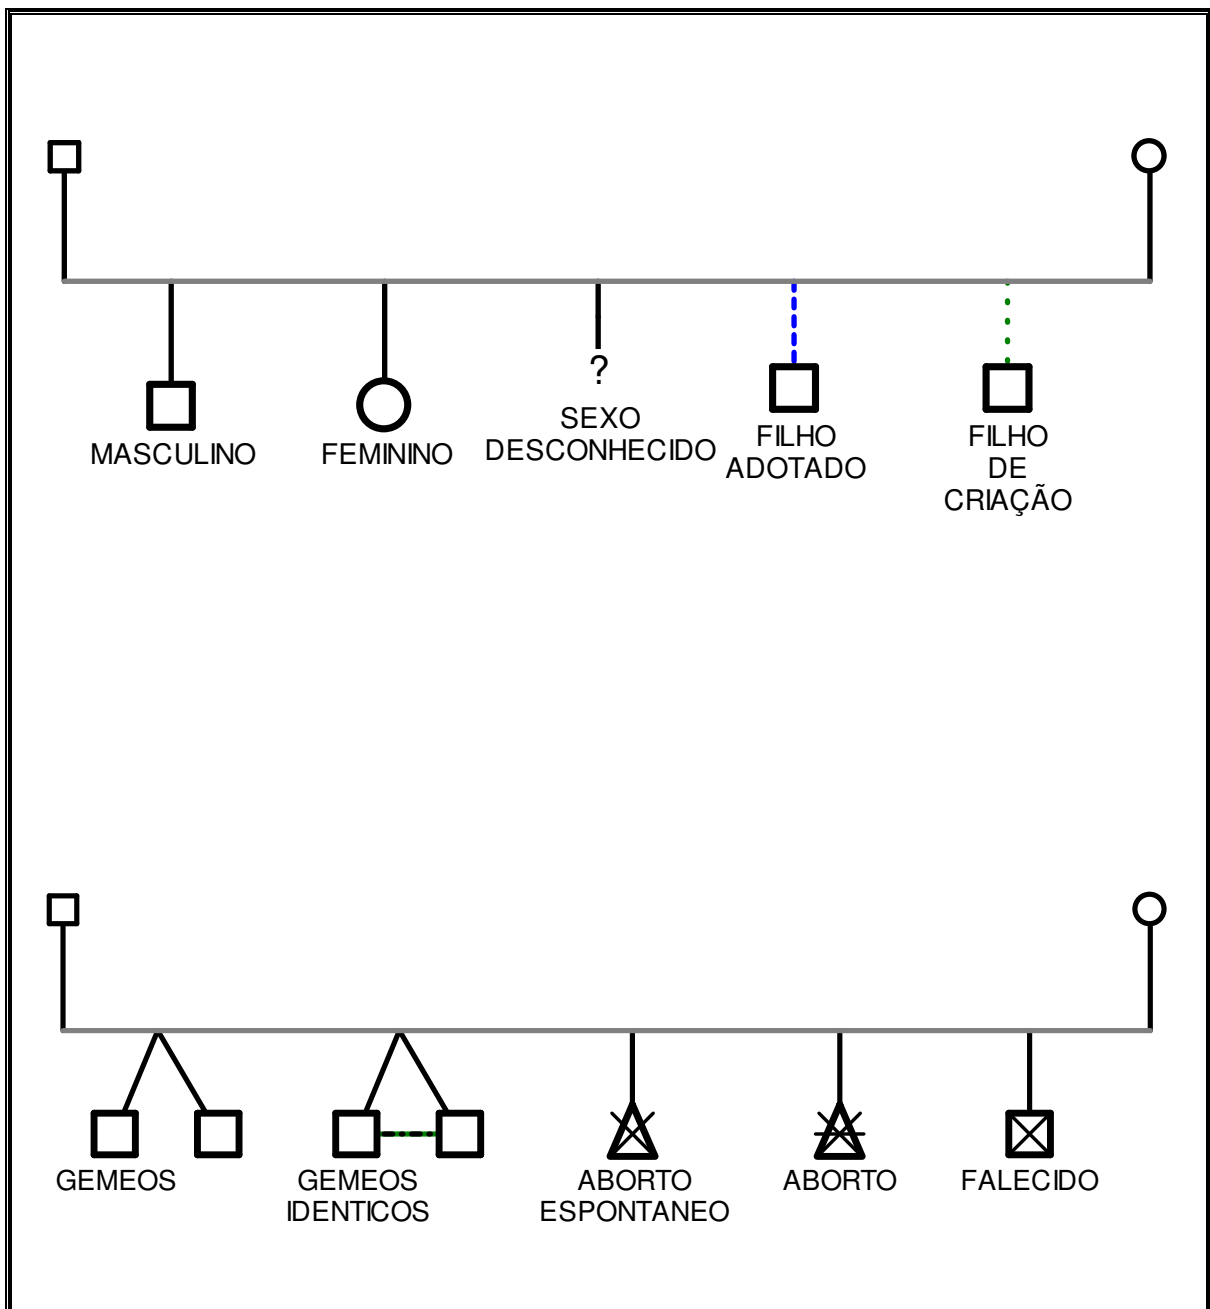 ?
MASCULINO
FEMININO
SEXO
DESCONHECIDO
FILHO
ADOTADO
FILHO
DE
CRIAÇÃO
GEMEOS
GEMEOS
IDENTICOS
ABORTO
ESPONTANEO
ABORTO
FALECIDO